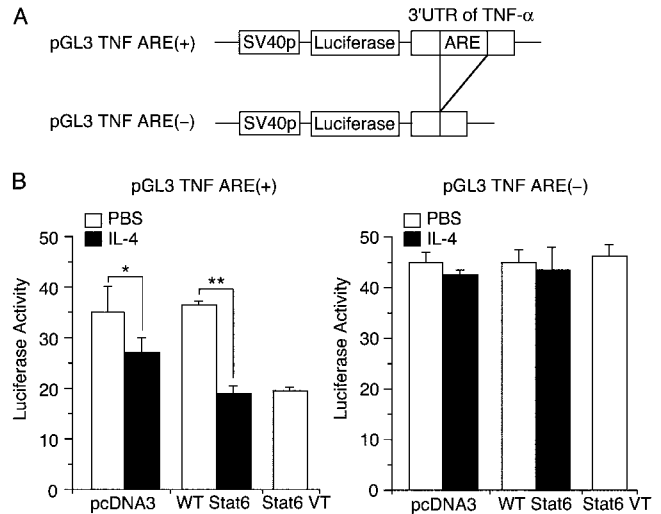 A
3'UTR of TNF-α
pGL3 TNF ARE(+)
SV40p
Luciferase
ARE
pGL3 TNF ARE(−)
SV40p
Luciferase
B
pGL3 TNF ARE(+)
PBS
IL-4
Luciferase Activity
50
40
30
20
10
0
*
**
pcDNA3
WT Stat6
Stat6 VT
pGL3 TNF ARE(−)
PBS
IL-4
Luciferase Activity
50
40
30
20
10
0
pcDNA3
WT Stat6
Stat6 VT